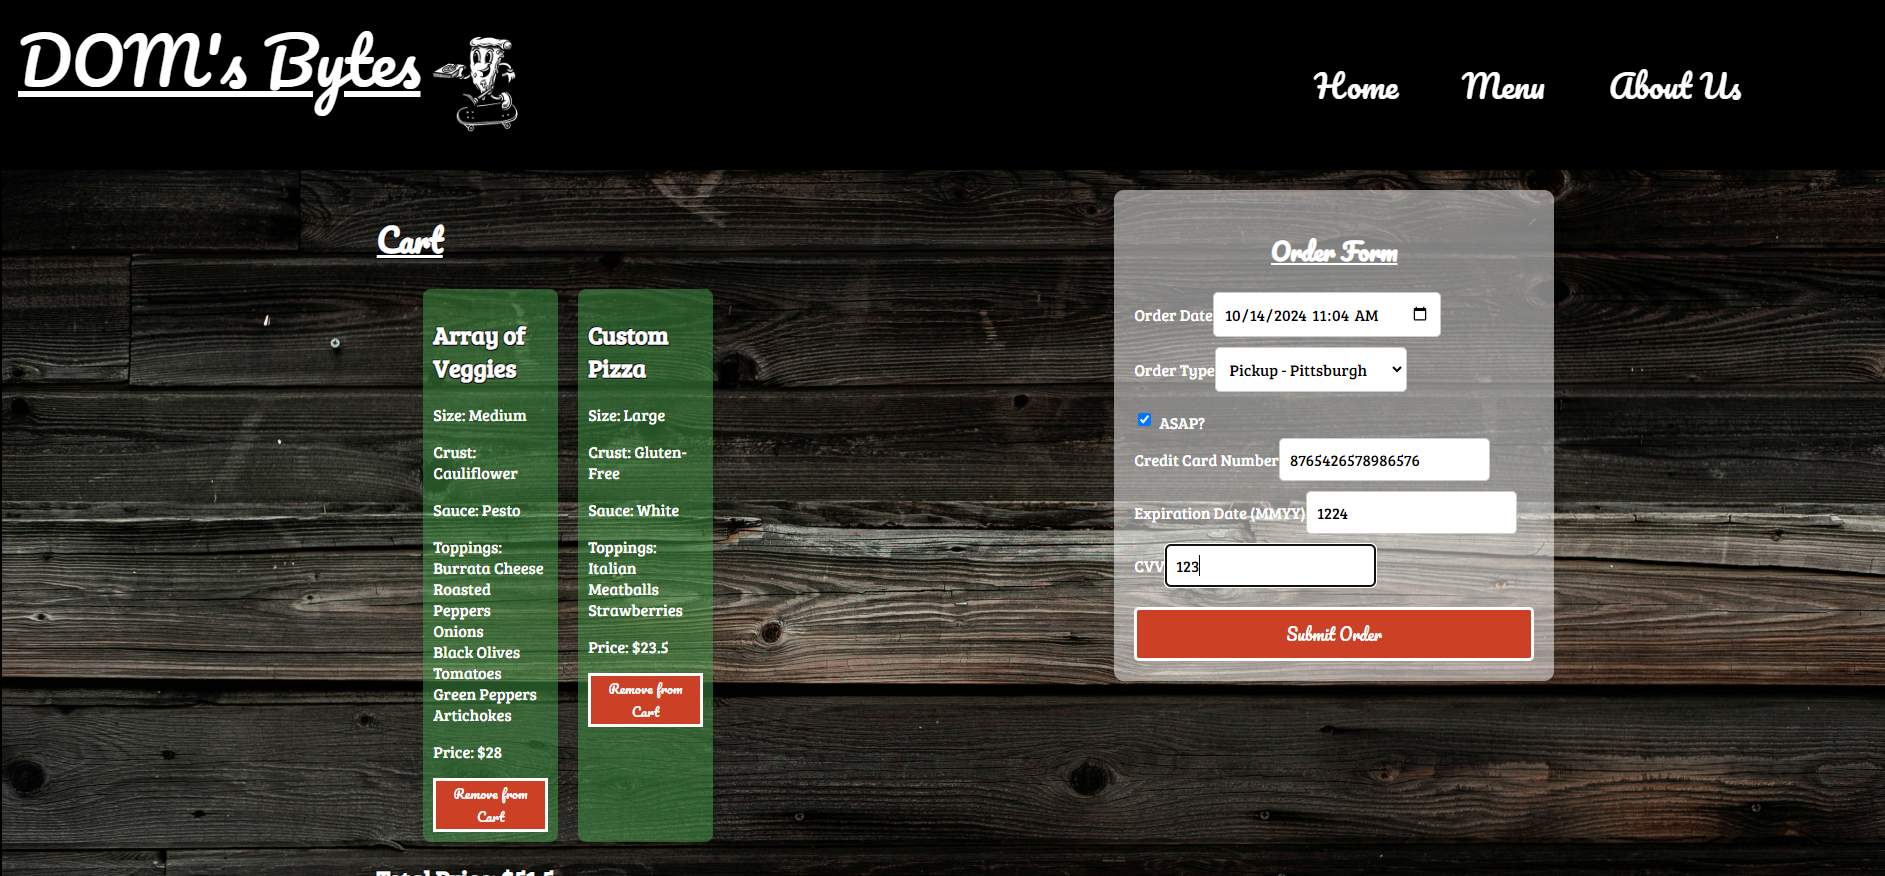 DOM's Bytes
Home
Menu
About Us
Cart
Array of
Veggies
Size: Medium
Crust:
Cauliflower
Sauce: Pesto
Toppings:
Burrata Cheese
Roasted
Peppers
Onions
Black Olives
Tomatoes
Green Peppers
Artichokes
Price: $28
Remove from
Cart
Custom
Pizza
Size: Large
Crust: Gluten-
Free
Sauce: White
Toppings:
Italian
Meatballs
Strawberries
Price: $23.5
Remove from
Cart
Total Price: $51.5
Order Form
Order Date 10/14/2024 11:04 AM
Order Type Pickup - Pittsburgh
ASAP?
Credit Card Number 8765426578986576
Expiration Date (MMYY) 1224
CVV 123
Submit Order